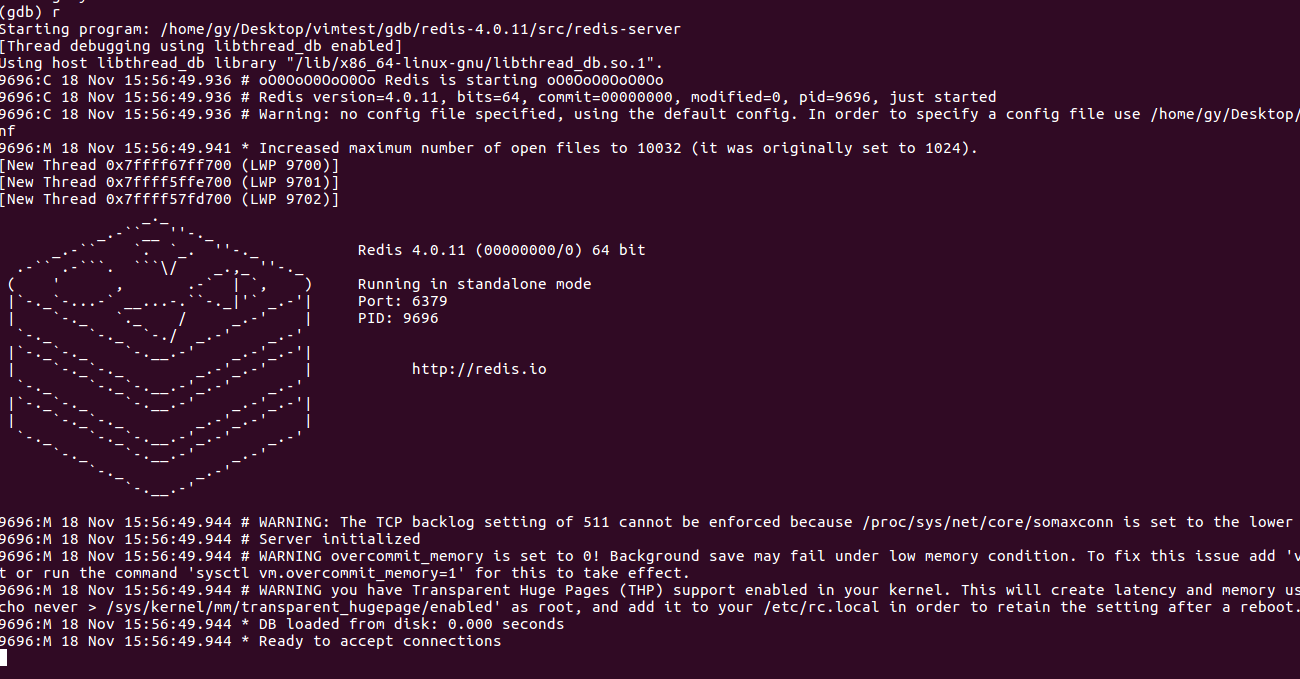 (gdb) r
Starting program: /home/gy/Desktop/vimtest/gdb/redis-4.0.11/src/redis-server
[Thread debugging using libthread_db enabled]
Using host libthread_db library "/lib/x86_64-linux-gnu/libthread_db.so.1".
9696:C 18 Nov 15:56:49.936 # oO0OoO0OoO0Oo Redis is starting oO0OoO0OoO0Oo
9696:C 18 Nov 15:56:49.936 # Redis version=4.0.11, bits=64, commit=00000000, modified=0, pid=9696, just started
9696:C 18 Nov 15:56:49.936 # Warning: no config file specified, using the default config. In order to specify a config file use /home/gy/Desktop/
nf
9696:M 18 Nov 15:56:49.941 * Increased maximum number of open files to 10032 (it was originally set to 1024).
[New Thread 0x7ffff67ff700 (LWP 9700)]
[New Thread 0x7ffff5ffe700 (LWP 9701)]
[New Thread 0x7ffff57fd700 (LWP 9702)]
Redis 4.0.11 (00000000/0) 64 bit
Running in standalone mode
Port: 6379
PID: 9696
http://redis.io
9696:M 18 Nov 15:56:49.944 # WARNING: The TCP backlog setting of 511 cannot be enforced because /proc/sys/net/core/somaxconn is set to the lower
9696:M 18 Nov 15:56:49.944 # Server initialized
9696:M 18 Nov 15:56:49.944 # WARNING overcommit_memory is set to 0! Background save may fail under low memory condition. To fix this issue add 'v
t or run the command 'sysctl vm.overcommit_memory=1' for this to take effect.
9696:M 18 Nov 15:56:49.944 # WARNING you have Transparent Huge Pages (THP) support enabled in your kernel. This will create latency and memory us
cho never > /sys/kernel/mm/transparent_hugepage/enabled' as root, and add it to your /etc/rc.local in order to retain the setting after a reboot.
9696:M 18 Nov 15:56:49.944 * DB loaded from disk: 0.000 seconds
9696:M 18 Nov 15:56:49.944 * Ready to accept connections